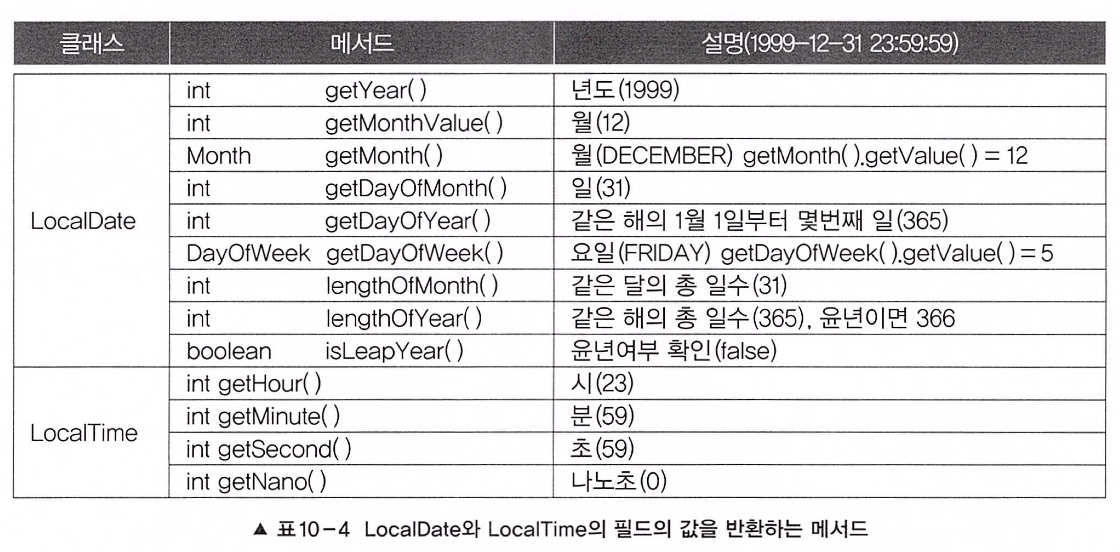 클래스 메서드 설명(1999-12-31 23:59:59)
LocalDate
int getYear( ) 년도(1999)
int getMonthValue( ) 월(12)
Month getMonth( ) 월(DECEMBER) getMonth( ).getValue( ) = 12
int getDayOfMonth( ) 일(31)
int getDayOfYear( ) 같은 해의 1월 1일부터 몇번째 일(365)
DayOfWeek getDayOfWeek( ) 요일(FRIDAY) getDayOfWeek( ).getValue( ) = 5
int lengthOfMonth( ) 같은 달의 총 일수(31)
int lengthOfYear( ) 같은 해의 총 일수(365), 윤년이면 366
boolean isLeapYear( ) 윤년여부 확인(false)
LocalTime
int getHour( ) 시(23)
int getMinute( ) 분(59)
int getSecond( ) 초(59)
int getNano( ) 나노초(0)
▲ 표10-4 LocalDate와 LocalTime의 필드의 값을 반환하는 메서드